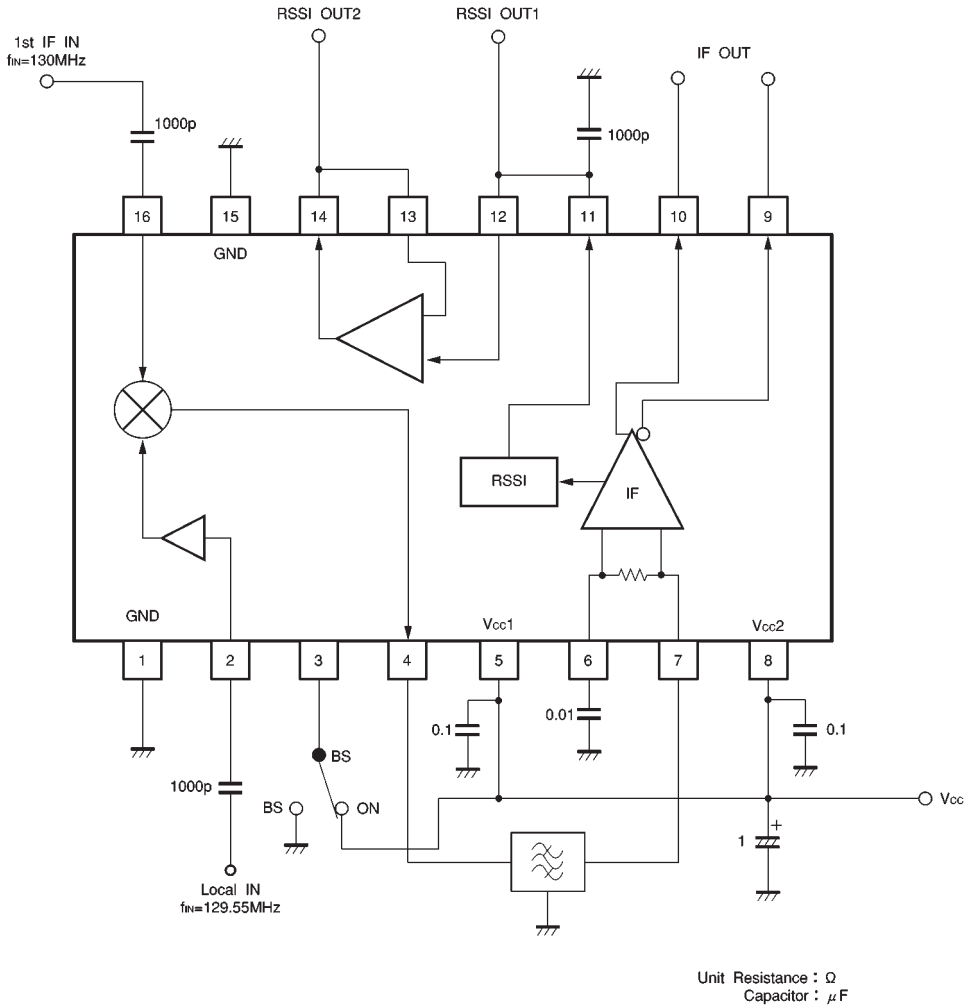 RSSI OUT2
RSSI OUT1
1st IF IN
fIN=130MHz
IF OUT
1000p
1000p
16
15
14
13
12
11
10
9
GND
RSSI
IF
GND
Vcc1
Vcc2
1
2
3
4
5
6
7
8
0.1
0.01
0.1
BS
1000p
BS
ON
Vcc
1
+
Local IN
fIN=129.55MHz
Unit Resistance : Ω
Capacitor : μF